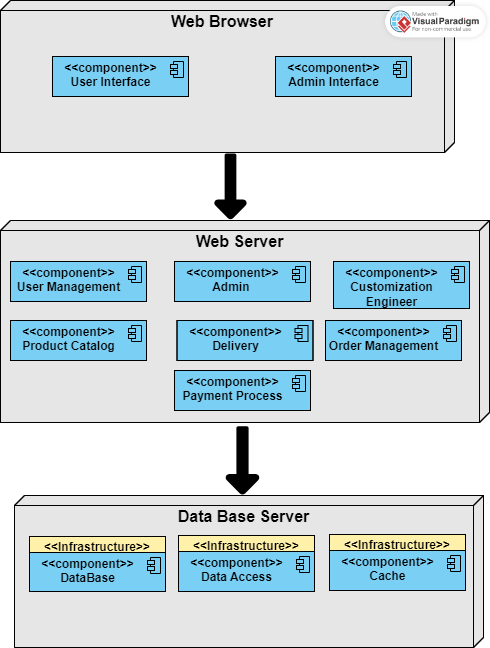 Web Browser
Made with
Visual Paradigm
For non-commercial use
<<component>>
User Interface
<<component>>
Admin Interface
Web Server
<<component>>
User Management
<<component>>
Admin
<<component>>
Customization
Engineer
<<component>>
Product Catalog
<<component>>
Delivery
<<component>>
Order Management
<<component>>
Payment Process
Data Base Server
<<Infrastructure>>
<<component>>
DataBase
<<Infrastructure>>
<<component>>
Data Access
<<Infrastructure>>
<<component>>
Cache